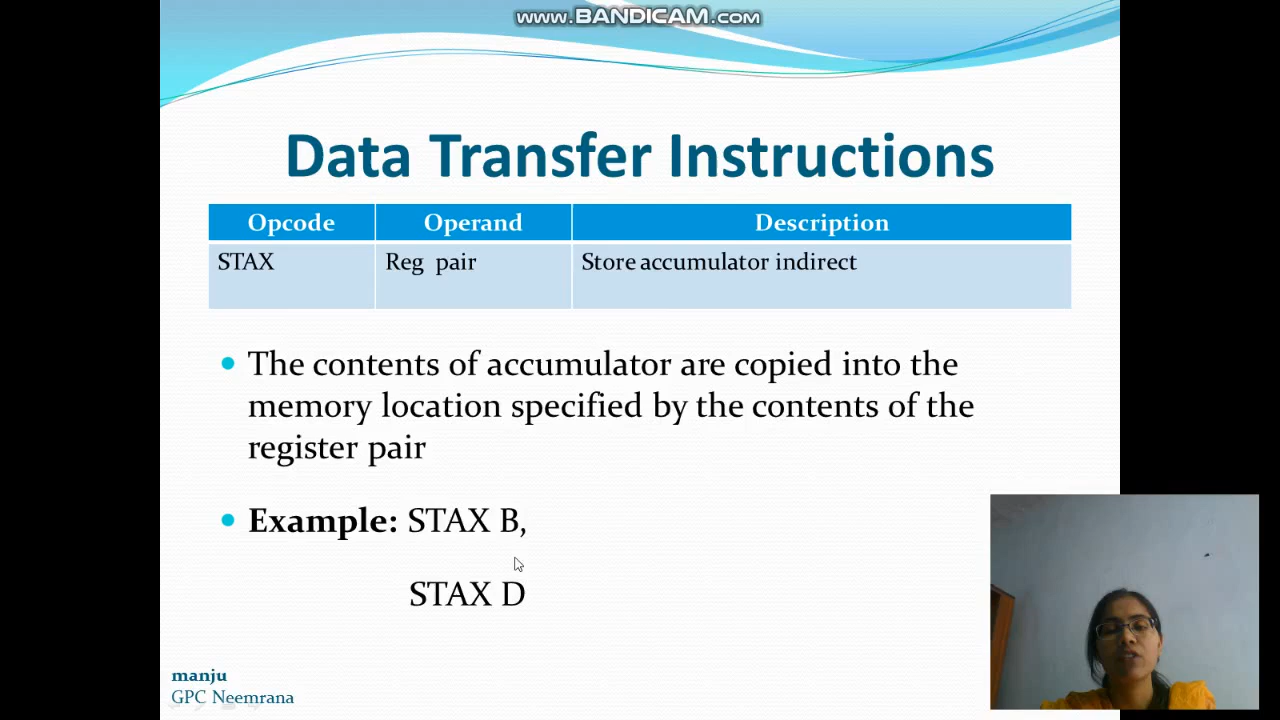 www.BANDICAM.com
Data Transfer Instructions
Opcode Operand Description
STAX Reg pair Store accumulator indirect
The contents of accumulator are copied into the
memory location specified by the contents of the
register pair
Example: STAX B,
STAX D
manju
GPC Neemrana